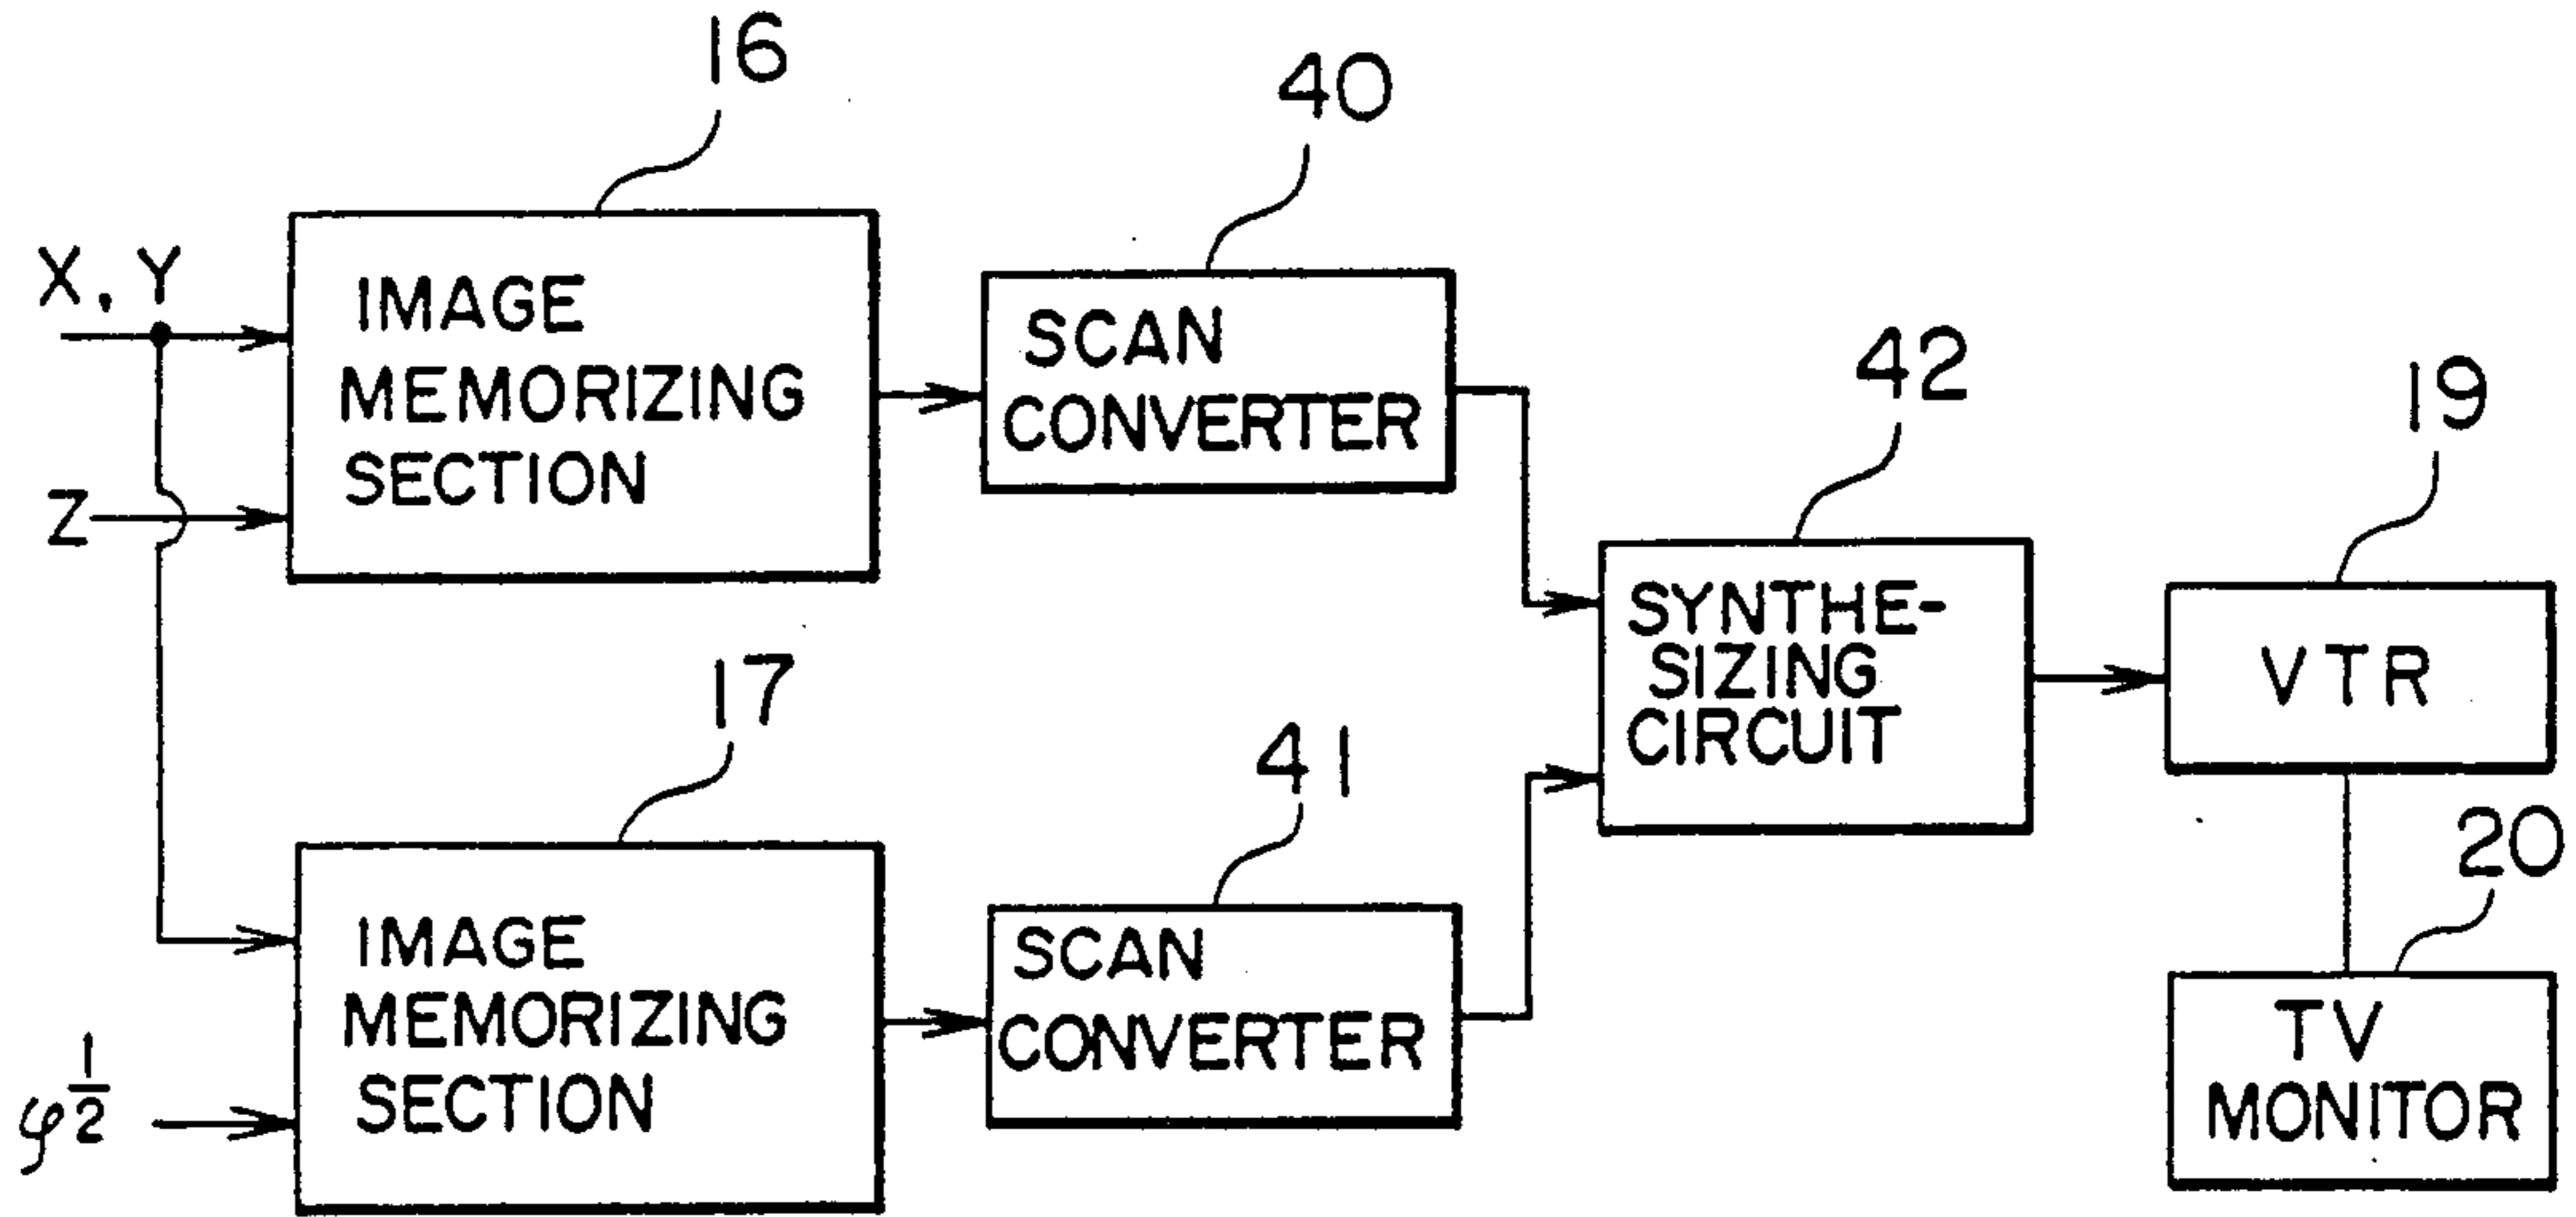 16
40
X, Y
IMAGE
MEMORIZING
SECTION
Z
SCAN
CONVERTER
42
19
SYNTHE-
SIZING
CIRCUIT
VTR
17
41
20
IMAGE
MEMORIZING
SECTION
φ^1/2
SCAN
CONVERTER
TV
MONITOR